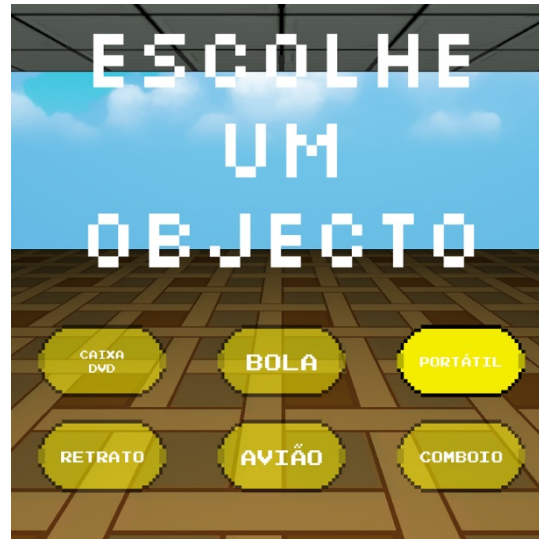 ESCOLHE
UM
OBJECTO
CAIXA
DVD
BOLA
PORTÁTIL
RETRATO
AVIÃO
COMBOIO